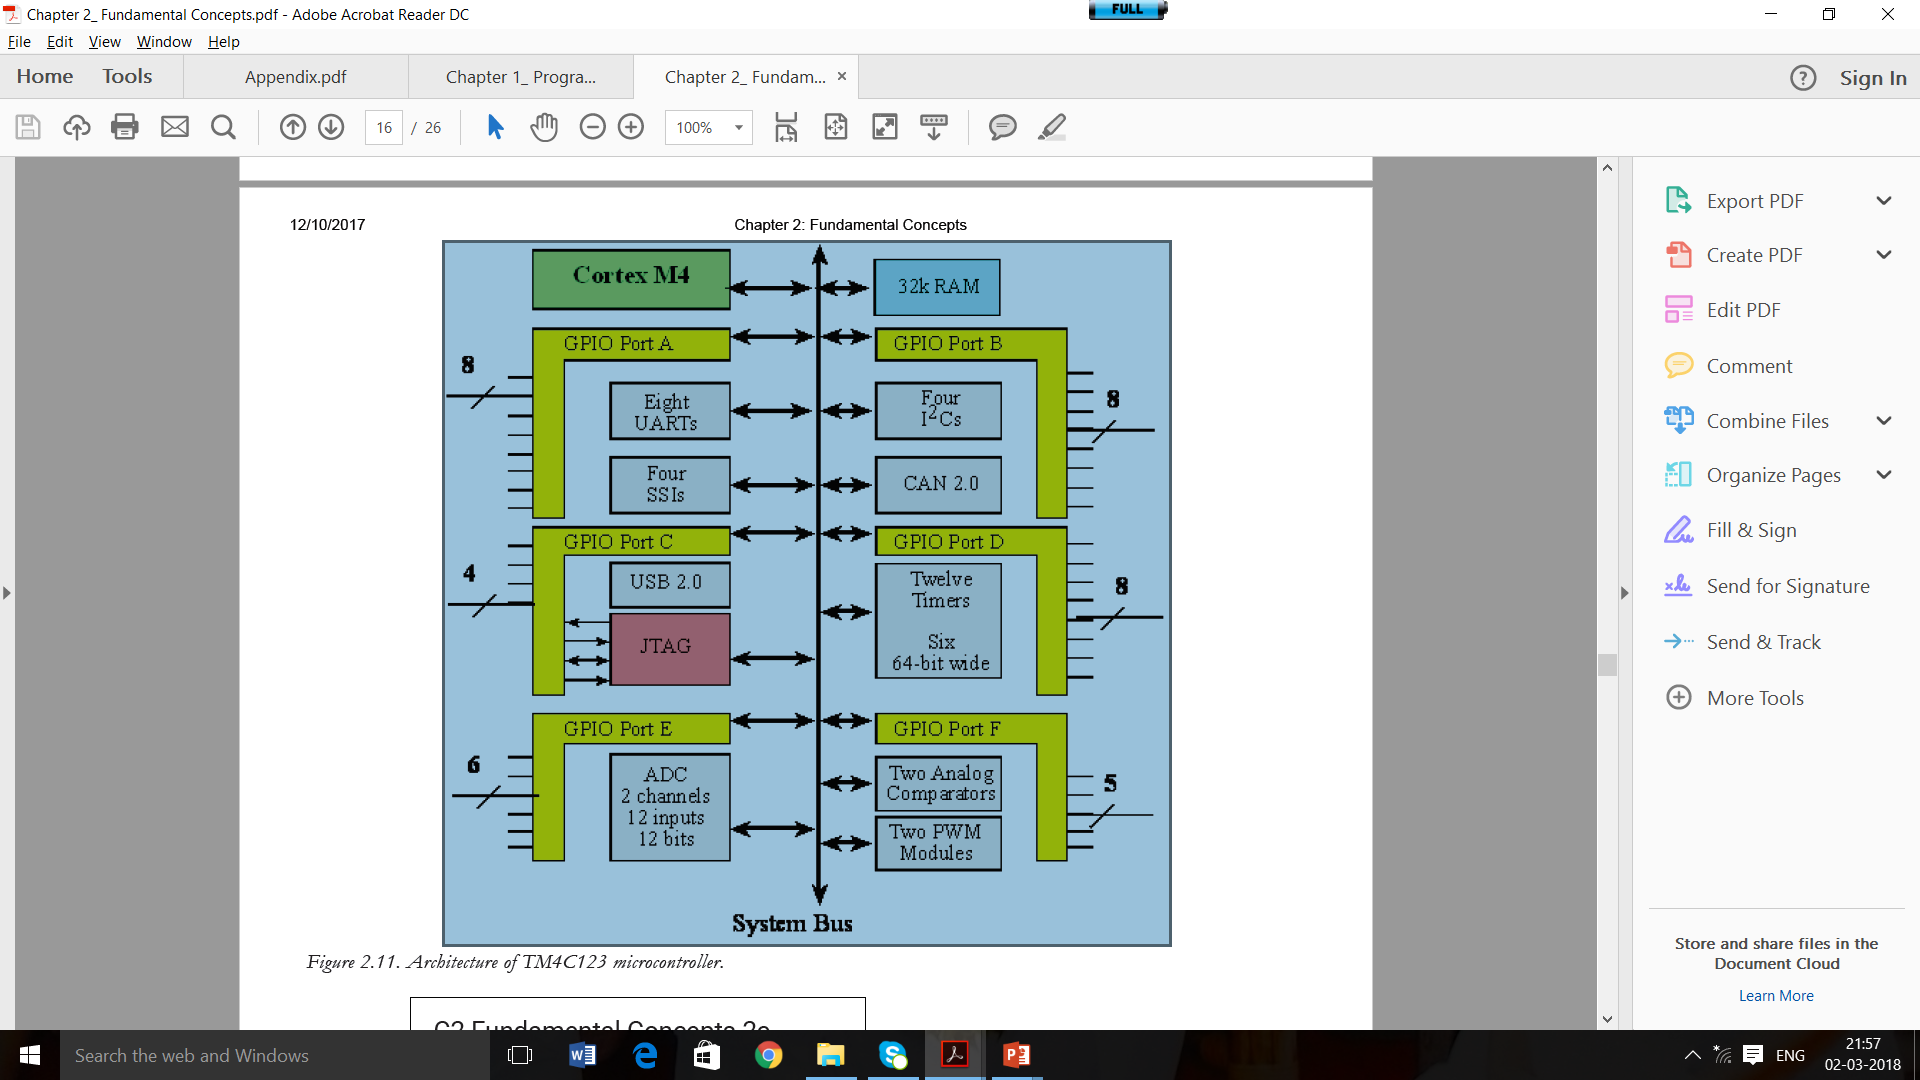 Chapter 2_ Fundamental Concepts.pdf - Adobe Acrobat Reader DC
FULL
File Edit View Window Help
Home Tools Appendix.pdf Chapter 1_ Progra... Chapter 2_ Fundam... × ? Sign In
16 / 26 100%
12/10/2017 Chapter 2: Fundamental Concepts
Cortex M4
32k RAM
GPIO Port A
GPIO Port B
8
8
Eight
UARTs
Four
I²Cs
Four
SSIs
CAN 2.0
GPIO Port C
GPIO Port D
4
8
USB 2.0
Twelve
Timers
Six
64-bit wide
JTAG
GPIO Port E
GPIO Port F
6
5
ADC
2 channels
12 inputs
12 bits
Two Analog
Comparators
Two PWM
Modules
System Bus
Figure 2.11. Architecture of TM4C123 microcontroller.
C2 Fundamental Concepts 2c
Export PDF
Create PDF
Edit PDF
Comment
Combine Files
Organize Pages
Fill & Sign
Send for Signature
Send & Track
More Tools
Store and share files in the
Document Cloud
Learn More
Search the web and Windows
ENG
21:57
02-03-2018